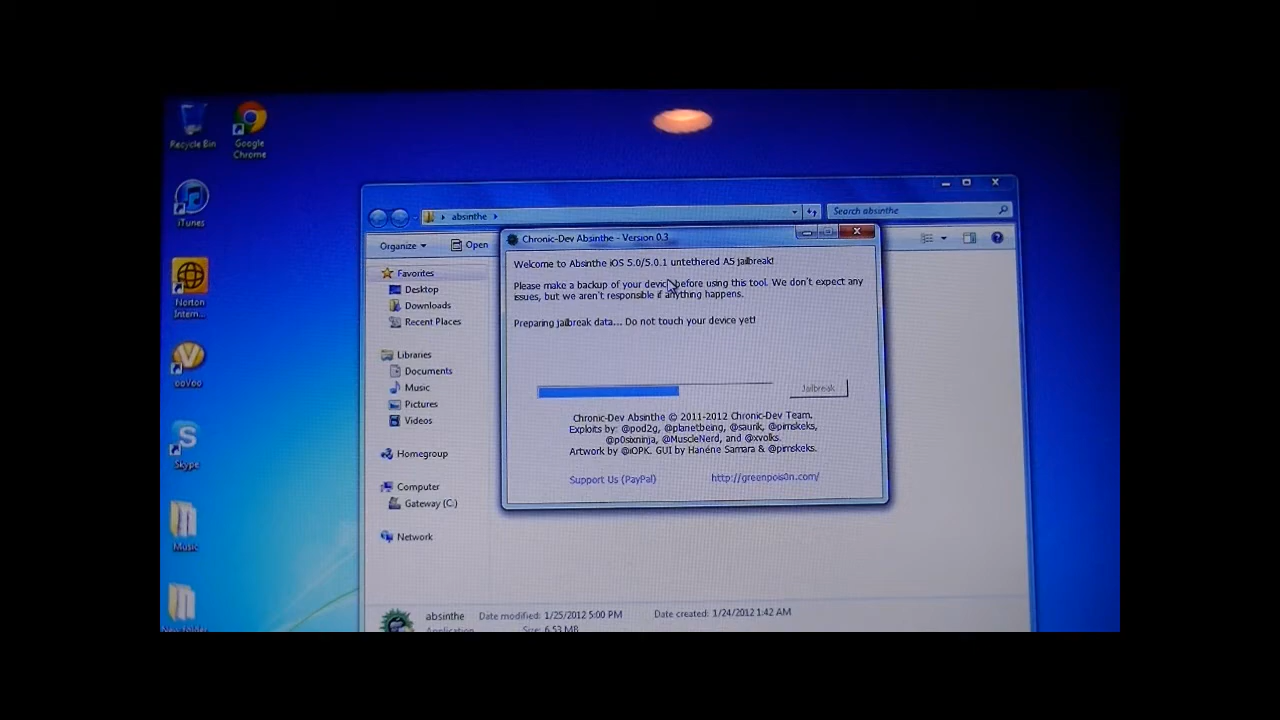 Recycle Bin
Google
Chrome
iTunes
Norton
Intern...
ooVoo
Skype
Music
absinthe
Search absinthe
Organize
Open
Favorites
Desktop
Downloads
Recent Places
Libraries
Documents
Music
Pictures
Videos
Homegroup
Computer
Gateway (C:)
Network
Chronic-Dev Absinthe - Version 0.3
Welcome to Absinthe iOS 5.0/5.0.1 untethered A5 jailbreak!
Please make a backup of your device before using this tool. We don't expect any
issues, but we aren't responsible if anything happens.
Preparing jailbreak data... Do not touch your device yet!
Jailbreak
Chronic-Dev Absinthe © 2011-2012 Chronic-Dev Team.
Exploits by: @pod2g, @planetbeing, @saurik, @pimskeks,
@p0sixninja, @MuscleNerd, and @xvolks.
Artwork by @iOPK. GUI by Hanéne Samara & @pimskeks.
Support Us (PayPal)
http://greenpois0n.com/
absinthe Date modified: 1/25/2012 5:00 PM Date created: 1/24/2012 1:42 AM
Application Size: 6.53 MB